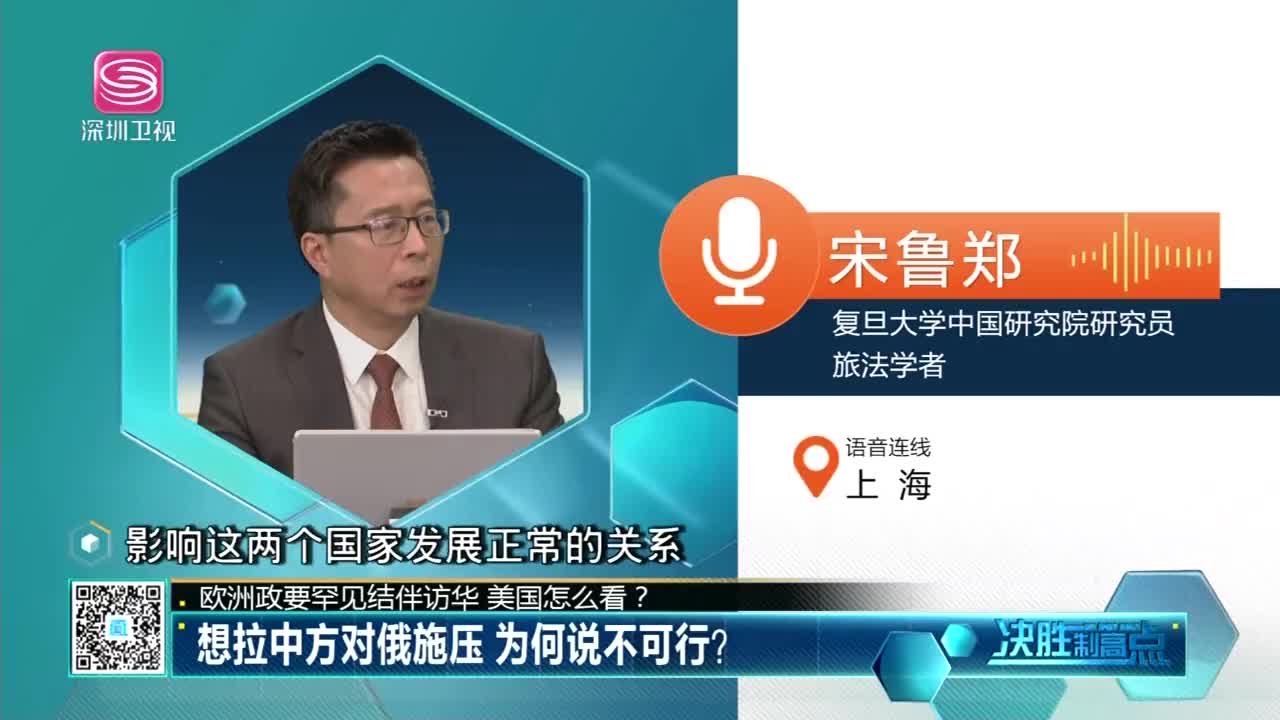 深圳卫视
宋鲁郑
复旦大学中国研究院研究员
旅法学者
语音连线
上 海
影响这两个国家发展正常的关系
欧洲政要罕见结伴访华 美国怎么看？
想拉中方对俄施压 为何说不可行?
决胜制高点